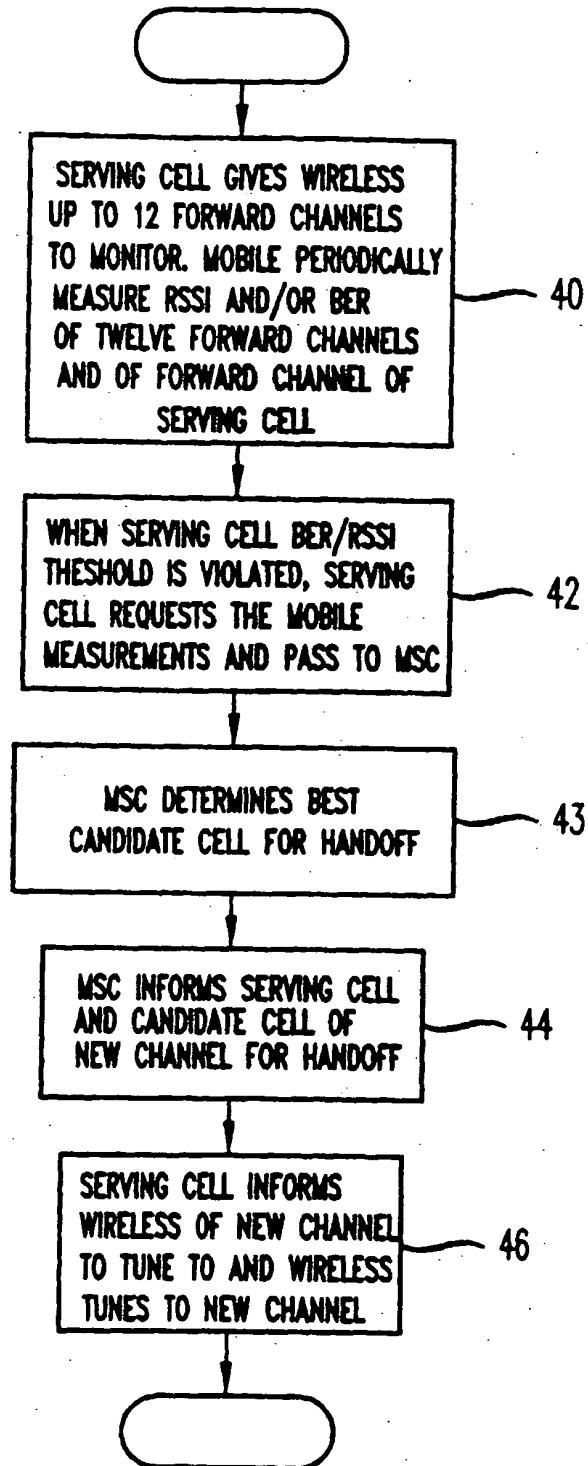 SERVING CELL GIVES WIRELESS
UP TO 12 FORWARD CHANNELS
TO MONITOR. MOBILE PERIODICALLY
MEASURE RSSI AND/OR BER
OF TWELVE FORWARD CHANNELS
AND OF FORWARD CHANNEL OF
SERVING CELL
40
WHEN SERVING CELL BER/RSSI
THESHOLD IS VIOLATED, SERVING
CELL REQUESTS THE MOBILE
MEASUREMENTS AND PASS TO MSC
42
MSC DETERMINES BEST
CANDIDATE CELL FOR HANDOFF
43
MSC INFORMS SERVING CELL
AND CANDIDATE CELL OF
NEW CHANNEL FOR HANDOFF
44
SERVING CELL INFORMS
WIRELESS OF NEW CHANNEL
TO TUNE TO AND WIRELESS
TUNES TO NEW CHANNEL
46